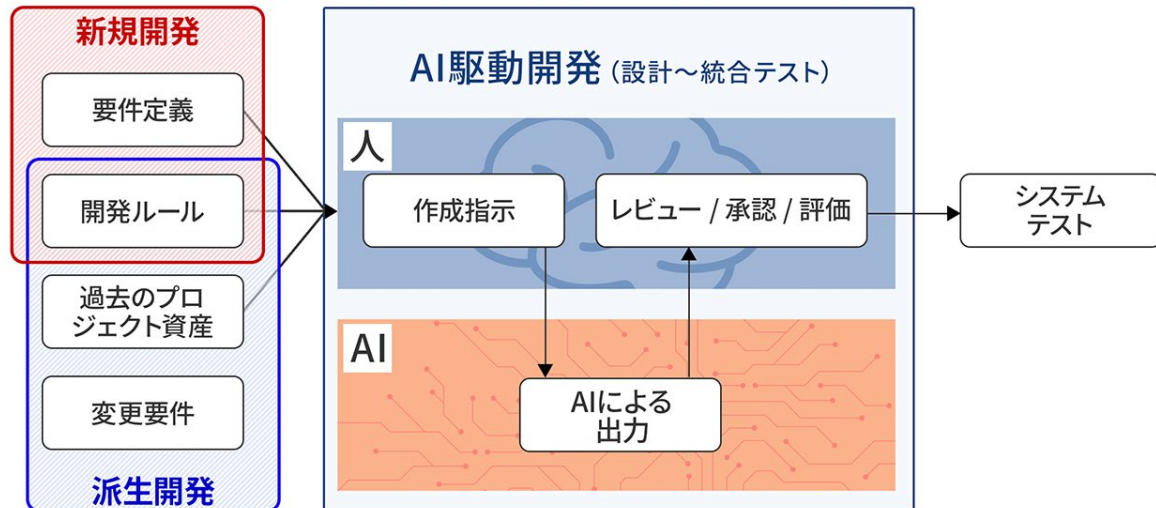 新規開発
要件定義
開発ルール
過去のプロ
ジェクト資産
変更要件
派生開発
AI駆動開発(設計〜統合テスト)
人
作成指示
レビュー / 承認 / 評価
AI
AIによる
出力
システム
テスト